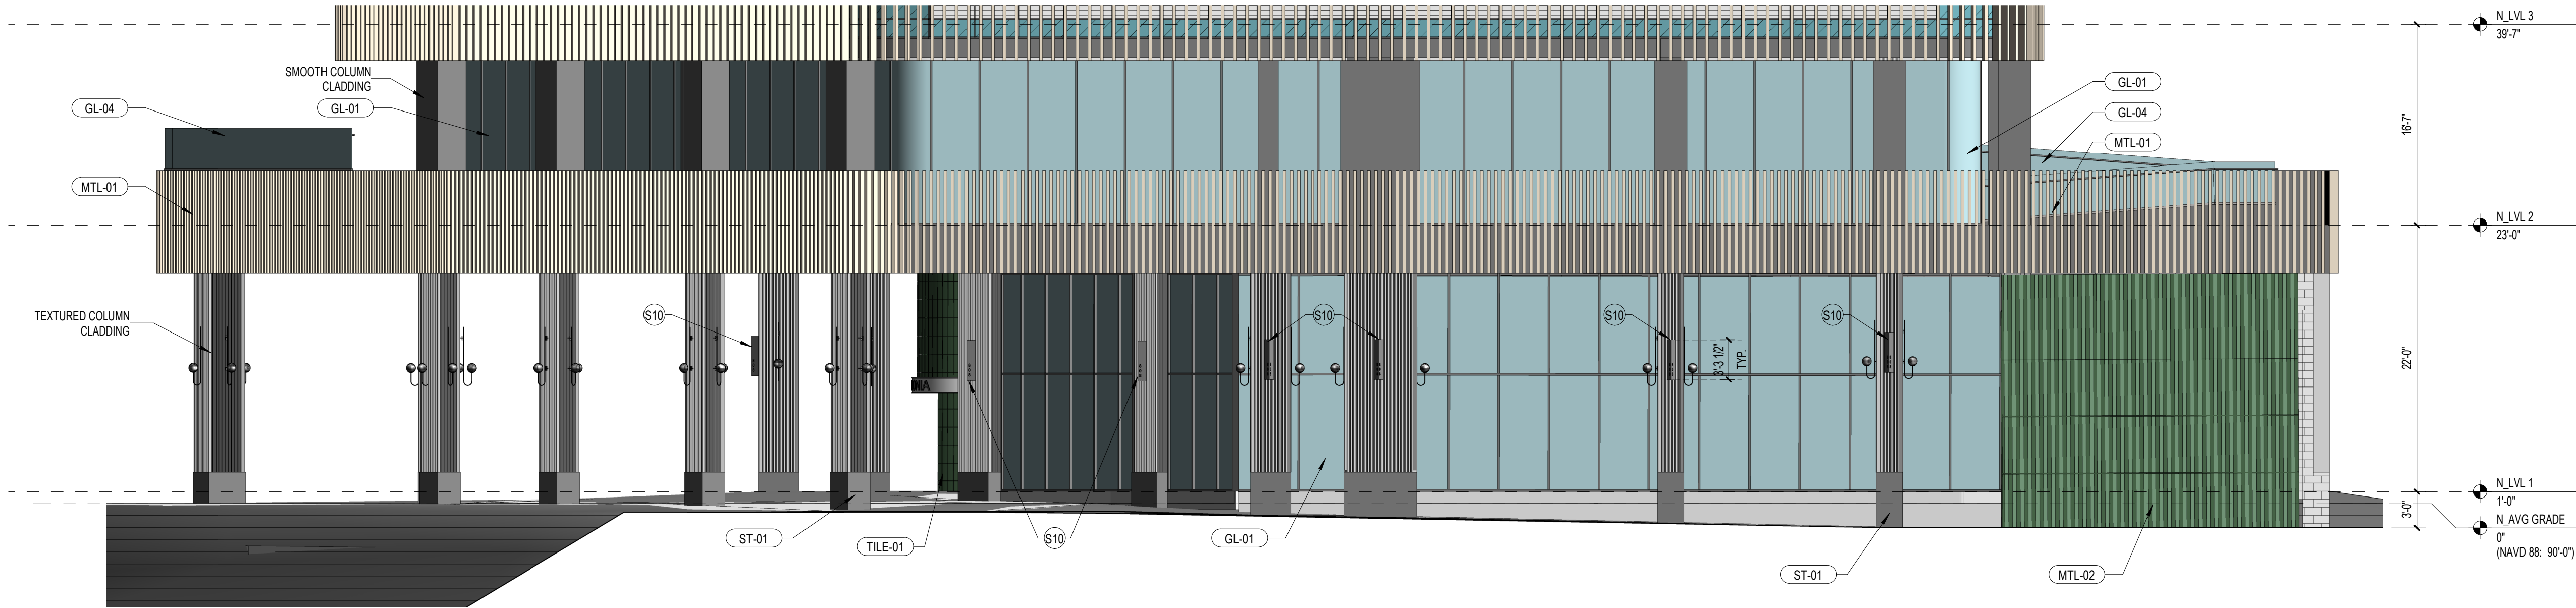 N_LVL 3
39'-7"
SMOOTH COLUMN
CLADDING
GL-04
GL-01
GL-01
GL-04
MTL-01
16'-7"
MTL-01
N_LVL 2
23'-0"
TEXTURED COLUMN
CLADDING
S10
S10
S10
S10
3'-3 1/2"
TYP.
22'-0"
N_LVL 1
1'-0"
3'-0"
N_AVG GRADE
0"
(NAVD 88: 90'-0")
ST-01
TILE-01
S10
GL-01
ST-01
MTL-02